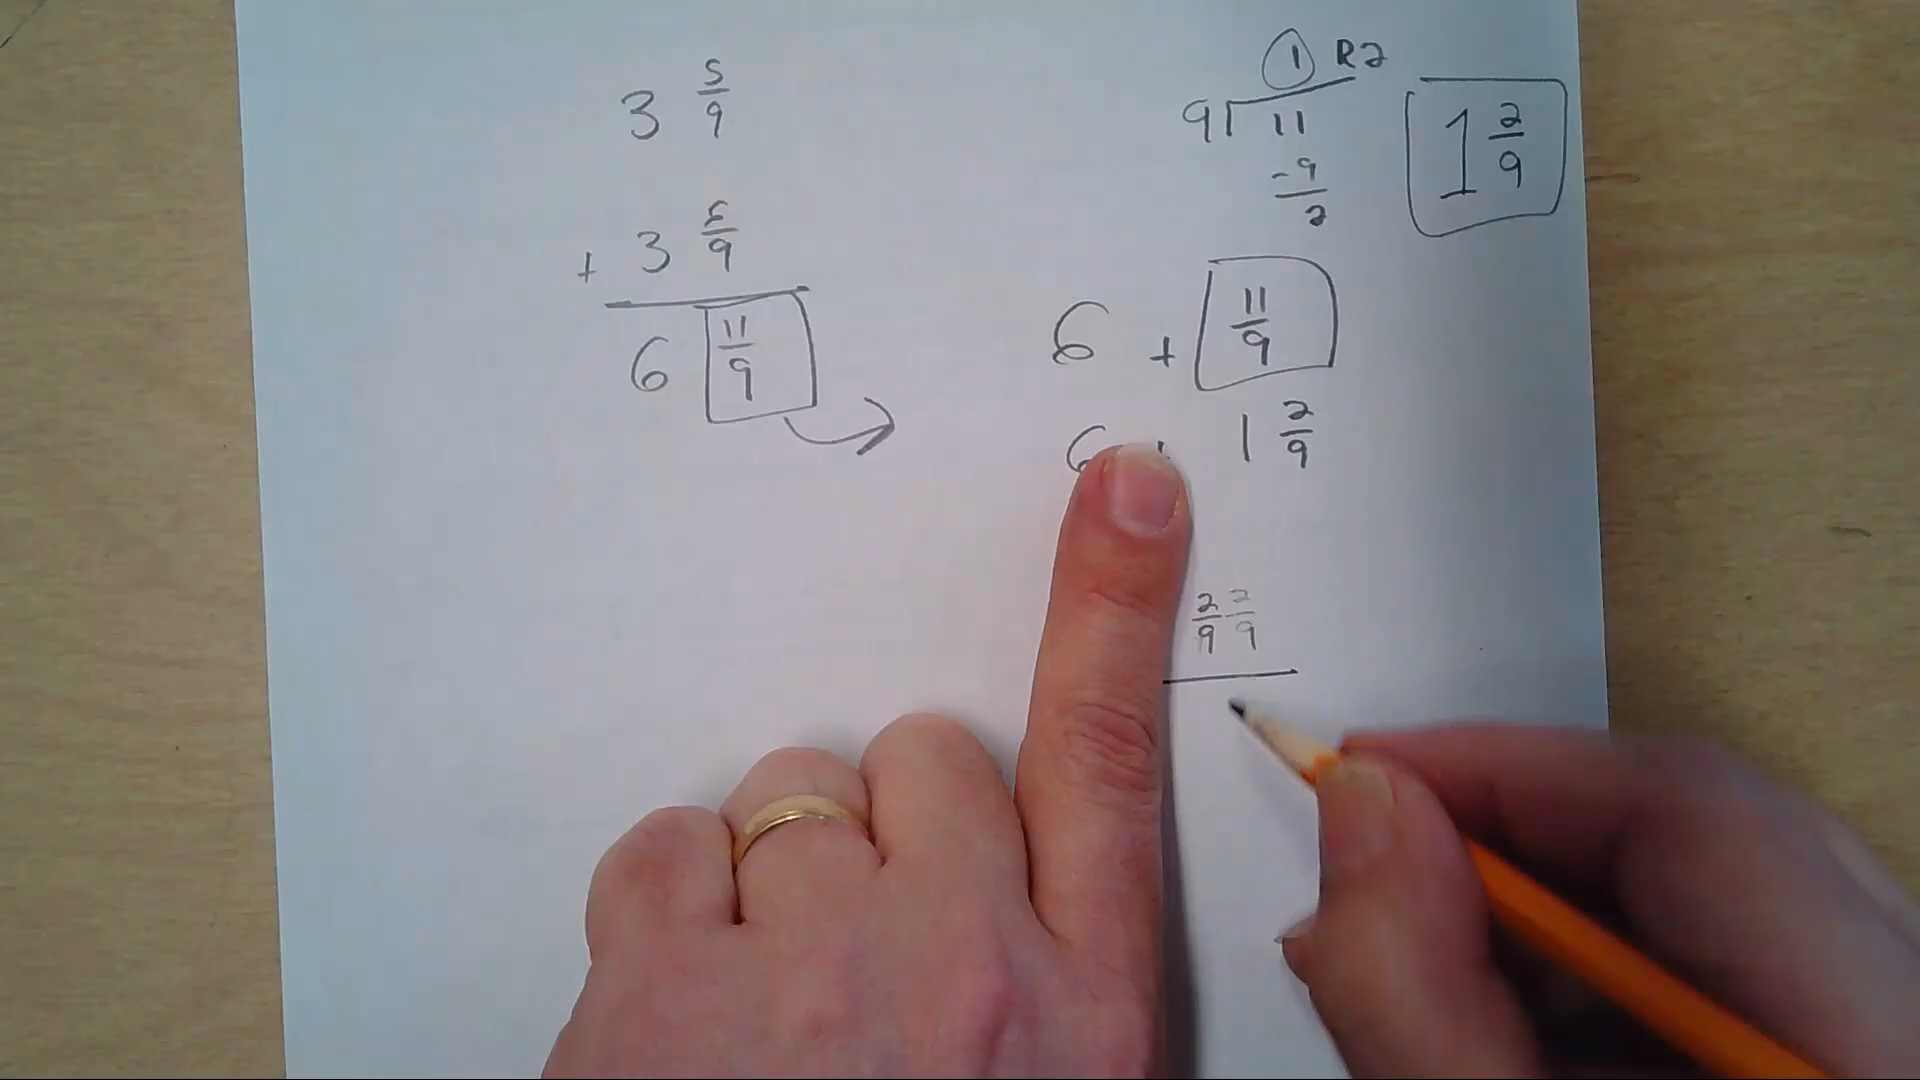 3 5/9
+ 3 5/9
6 11/9
1 R2
9 11
-9
2
1 2/9
6 + 11/9
6 1 2/9
2/9 2/9